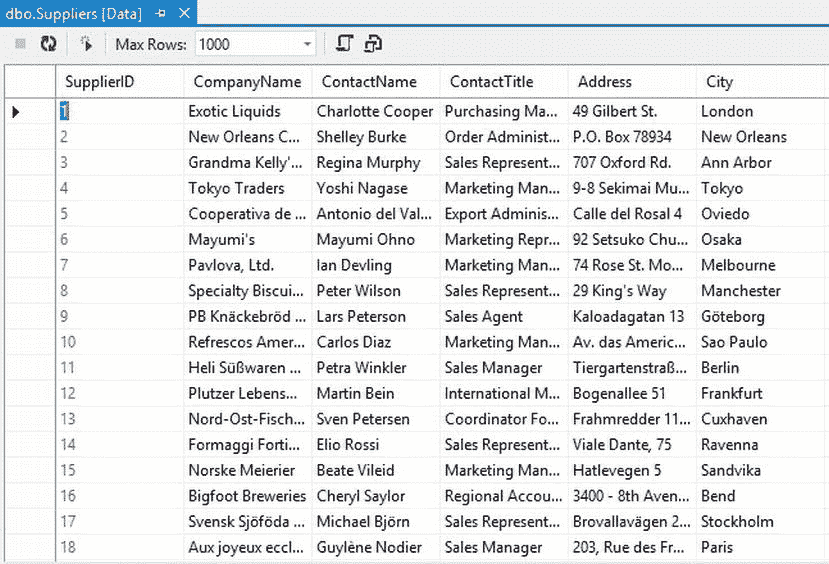 dbo.Suppliers [Data]
Max Rows: 1000
SupplierID CompanyName ContactName ContactTitle Address City
1 Exotic Liquids Charlotte Cooper Purchasing Ma... 49 Gilbert St. London
2 New Orleans C... Shelley Burke Order Administ... P.O. Box 78934 New Orleans
3 Grandma Kelly'... Regina Murphy Sales Represent... 707 Oxford Rd. Ann Arbor
4 Tokyo Traders Yoshi Nagase Marketing Man... 9-8 Sekimai Mu... Tokyo
5 Cooperativa de ... Antonio del Val... Export Adminis... Calle del Rosal 4 Oviedo
6 Mayumi's Mayumi Ohno Marketing Repr... 92 Setsuko Chu... Osaka
7 Pavlova, Ltd. Ian Devling Marketing Man... 74 Rose St. Mo... Melbourne
8 Specialty Biscui... Peter Wilson Sales Represent... 29 King's Way Manchester
9 PB Knäckebröd ... Lars Peterson Sales Agent Kaloadagatan 13 Göteborg
10 Refrescos Amer... Carlos Diaz Marketing Man... Av. das Americ... Sao Paulo
11 Heli Süßwaren ... Petra Winkler Sales Manager Tiergartenstraß... Berlin
12 Plutzer Lebens... Martin Bein International M... Bogenallee 51 Frankfurt
13 Nord-Ost-Fisch... Sven Petersen Coordinator Fo... Frahmredder 11... Cuxhaven
14 Formaggi Forti... Elio Rossi Sales Represent... Viale Dante, 75 Ravenna
15 Norske Meierier Beate Vileid Marketing Man... Hatlevegen 5 Sandvika
16 Bigfoot Breweries Cheryl Saylor Regional Accou... 3400 - 8th Aven... Bend
17 Svensk Sjöföda ... Michael Björn Sales Represent... Brovallavägen 2... Stockholm
18 Aux joyeux eccl... Guylène Nodier Sales Manager 203, Rue des Fr... Paris